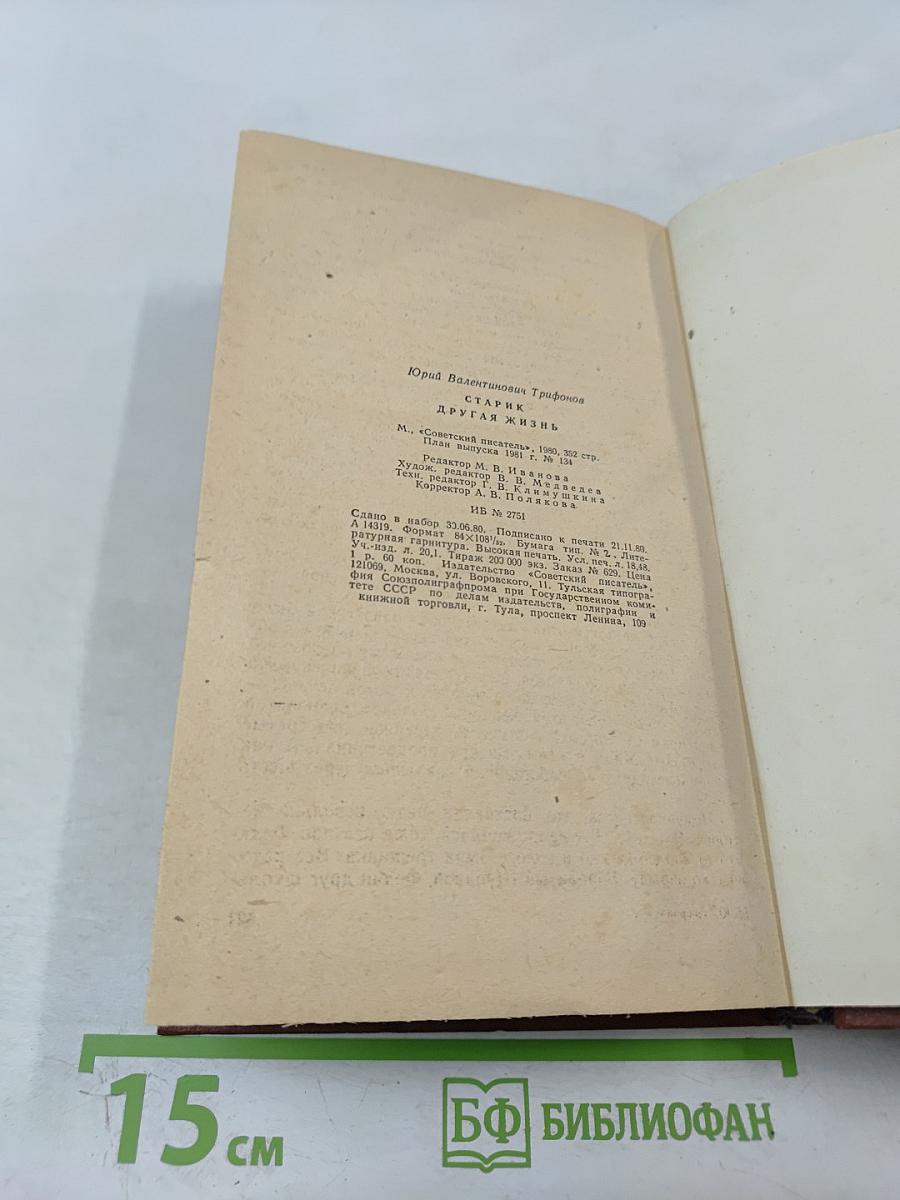 Юрий Валентинович Трифонов
СТАРИК
ДРУГАЯ ЖИЗНЬ
М., «Советский писатель», 1980, 352 стр.
План выпуска 1981 г. № 134
Редактор М. В. Иванова
Худож. редактор В. В. Медведев
Техн. редактор Г. В. Климушкина
Корректор А. В. Полякова
ИБ № 2751
Сдано в набор 30.06.80. Подписано к печати 21.11.80.
А 14319. Формат 84×108¹/₃₂. Бумага тип. № 2. Лите-
ратурная гарнитура. Высокая печать. Усл. печ. л. 18,48.
Уч.-изд. л. 20,1. Тираж 200 000 экз. Заказ № 629. Цена
1 р. 60 коп. Издательство «Советский писатель»,
121069, Москва, ул. Воровского, 11. Тульская типогра-
фия Союзполиграфпрома при Государственном коми-
тете СССР по делам издательств, полиграфии и
книжной торговли, г. Тула, проспект Ленина, 109
15 см
БФ БИБЛИОФАН